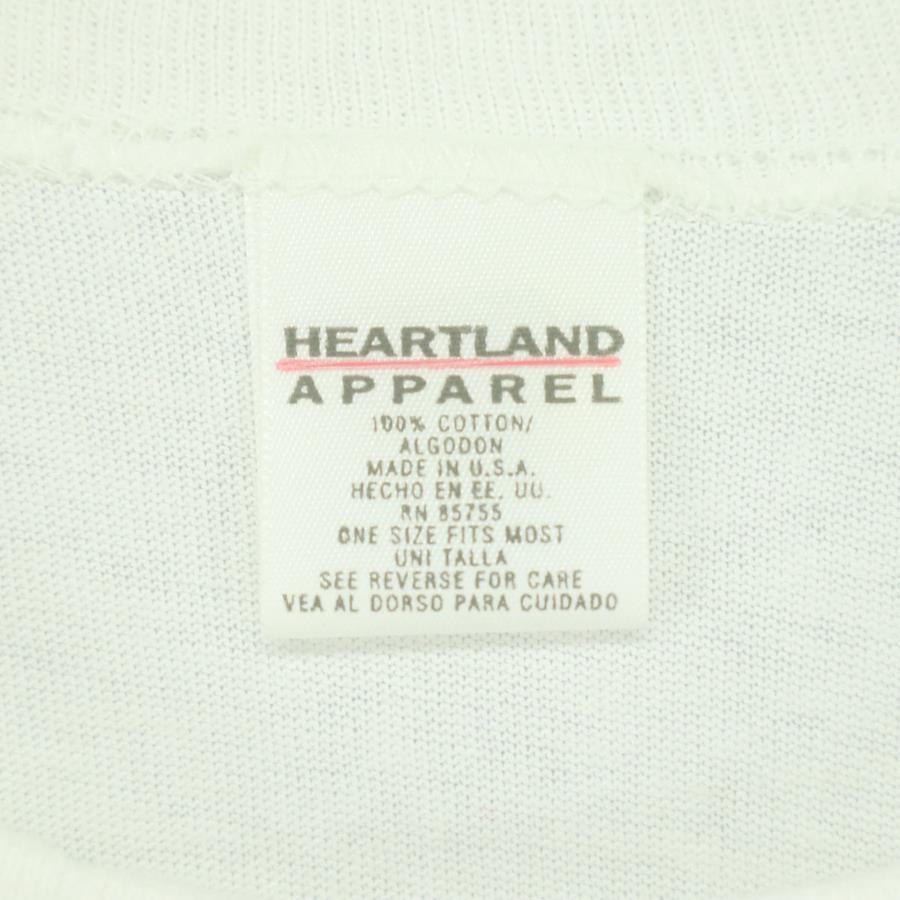 HEARTLAND
APPAREL
100% COTTON/
ALGODON
MADE IN U.S.A.
HECHO EN EE. UU.
RN 85755
ONE SIZE FITS MOST
UNI TALLA
SEE REVERSE FOR CARE
VEA AL DORSO PARA CUIDADO